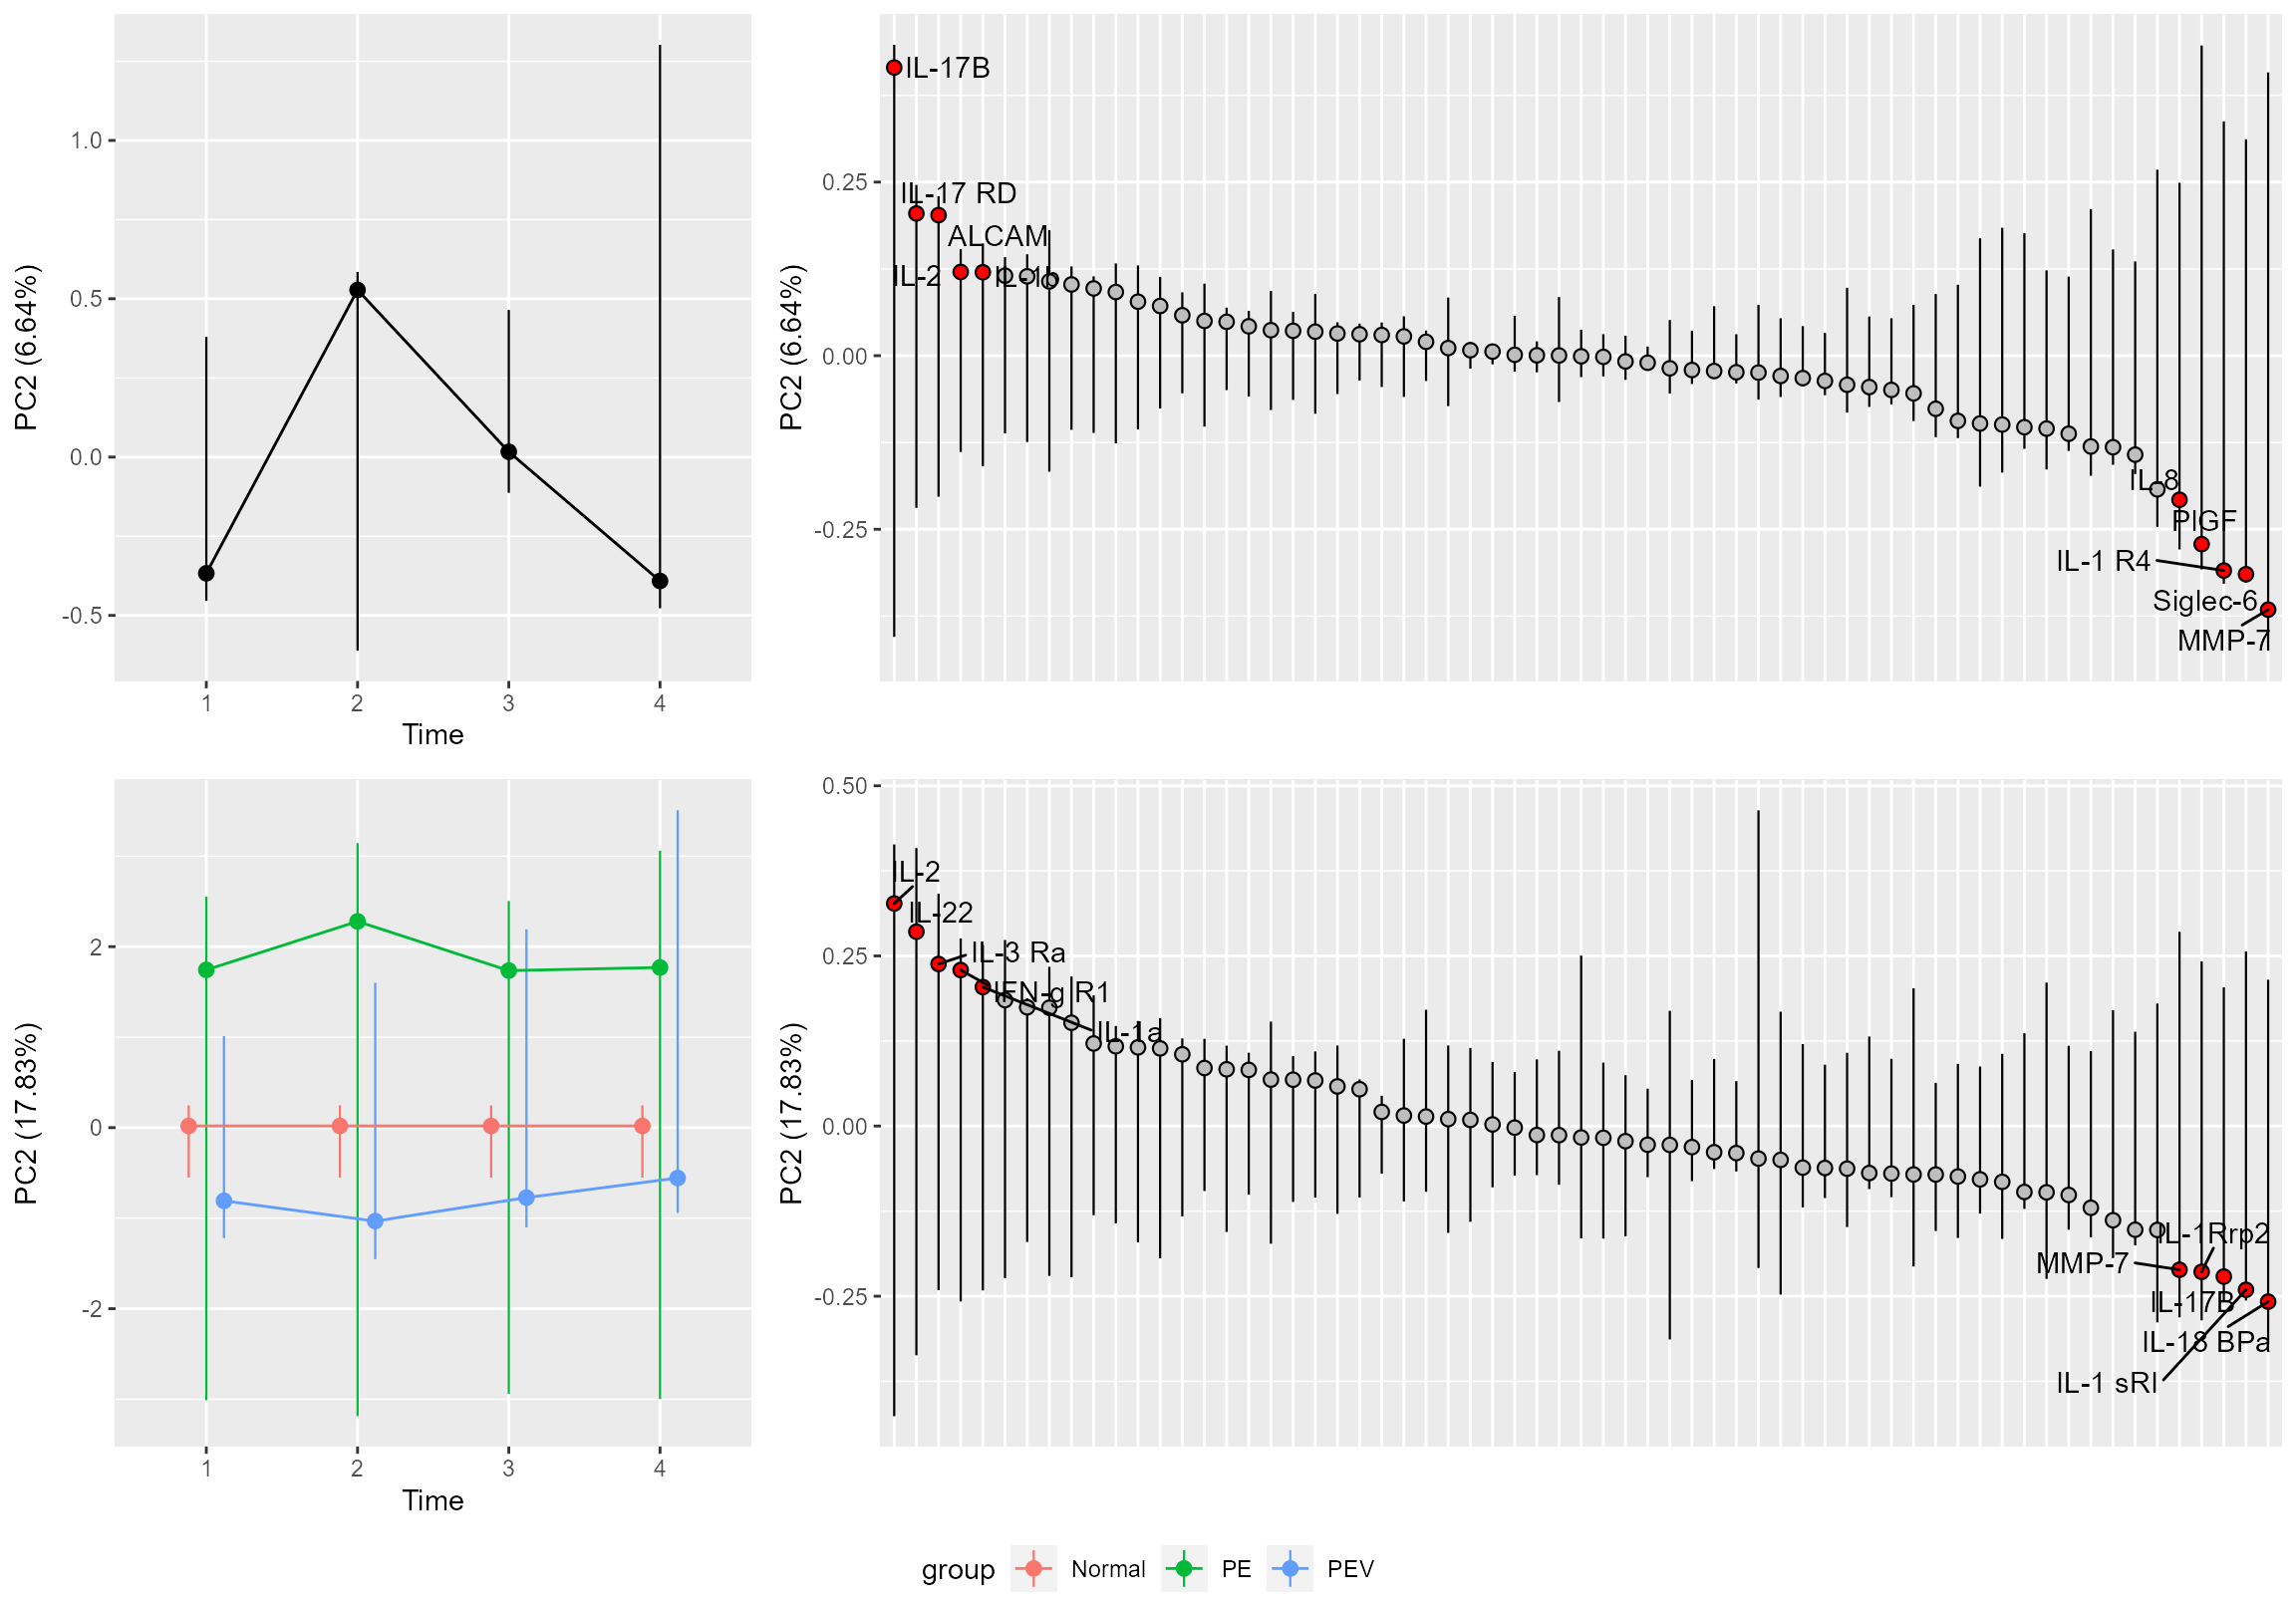 PC2 (6.64%)
1.0
0.5
0.0
-0.5
1
2
3
4
Time
PC2 (6.64%)
0.25
0.00
-0.25
IL-17B
IL-17 RD
ALCAM
IL-2
IL-1b
IL-8
PIGF
IL-1 R4
Siglec-6
MMP-7
PC2 (17.83%)
2
0
-2
1
2
3
4
Time
PC2 (17.83%)
0.50
0.25
0.00
-0.25
IL-2
IL-22
IL-3 Ra
IFN-g R1
IL-1a
IL-1Rrp2
MMP-7
IL-17B
IL-18 BPa
IL-1 sRI
group
Normal
PE
PEV